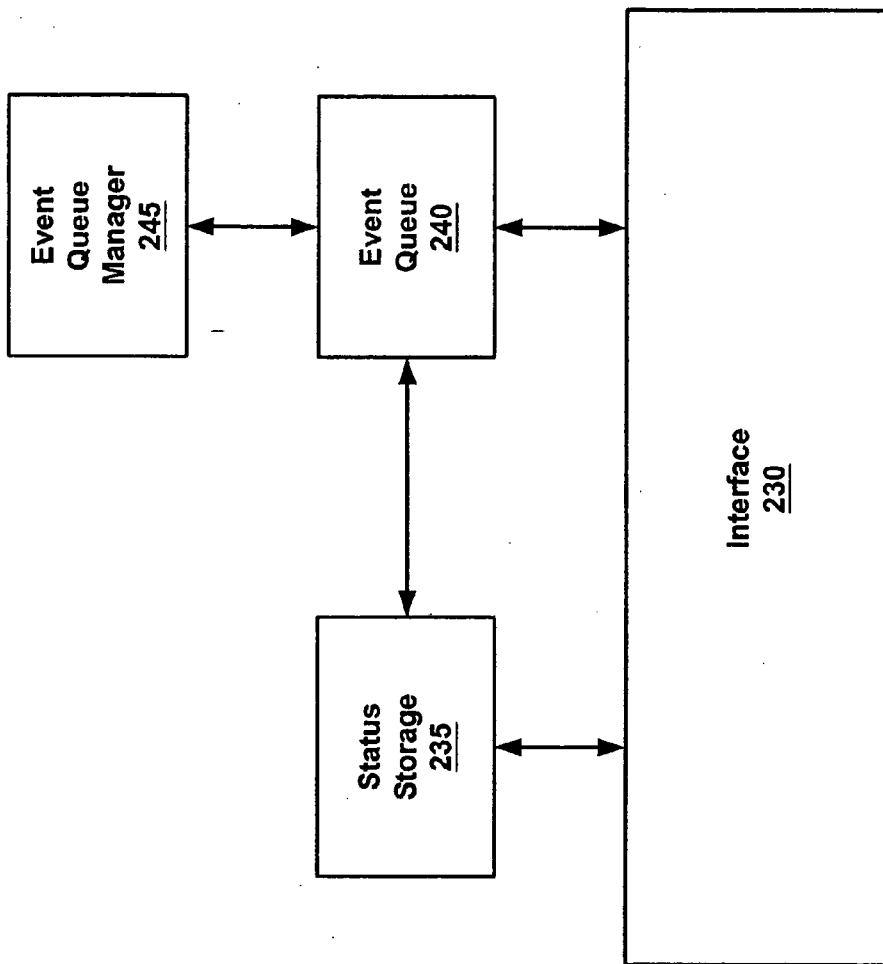 Event
Queue
Manager
245
Event
Queue
240
Status
Storage
235
Interface
230